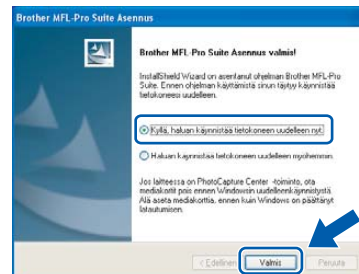 Brother MFL-Pro Suite Asennus
Brother MFL-Pro Suite Asennus valmis!
InstallShield Wizard on asentanut ohjelman Brother MFL-Pro
Suite. Ennen ohjelman käyttämistä sinun täytyy käynnistää
tietokoneesi uudelleen.
Kyllä, haluan käynnistää tietokoneen uudelleen nyt.
Haluan käynnistää tietokoneen uudelleen myöhemmin.
Jos laitteessa on PhotoCapture Center -toiminto, ota
mediakortit pois ennen Windowsin uudelleenkäynnistystä.
Älä aseta mediakorttia, ennen kuin Windows on päättänyt
latautumisen.
< Edellinen
Valmis
Peruuta